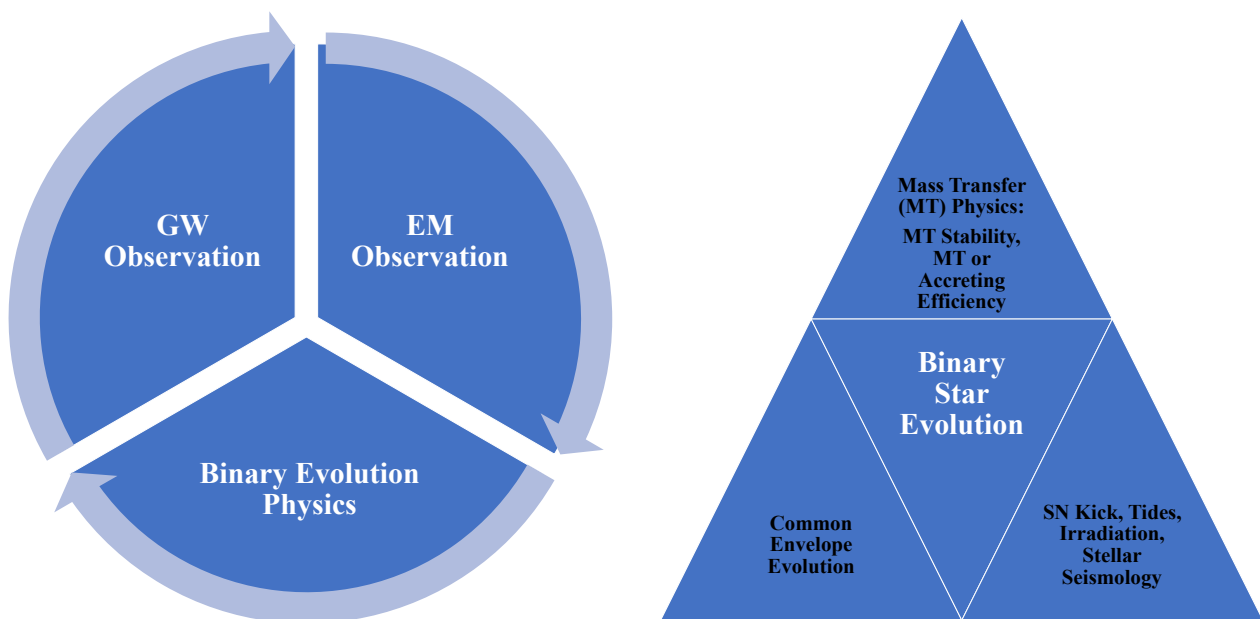 GW
Observation
EM
Observation
Binary Evolution
Physics
Mass Transfer
(MT) Physics:
MT Stability,
MT or
Accreting
Efficiency
Binary
Star
Evolution
Common
Envelope
Evolution
SN Kick, Tides,
Irradiation,
Stellar
Seismology